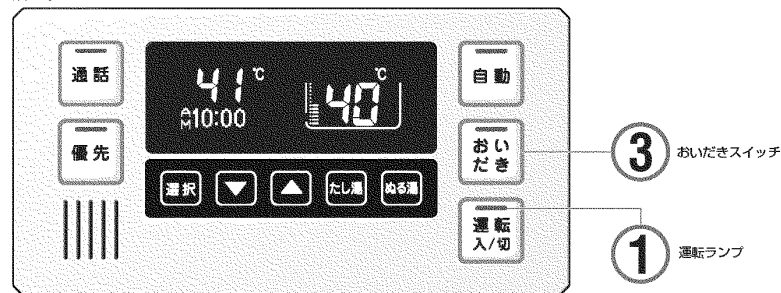 通話
優先
41℃
AM10:00
40℃
選択
▼
▲
たし湯
ぬる湯
自動
おい
だき
運転
入/切
③ おいだきスイッチ
① 運転ランプ